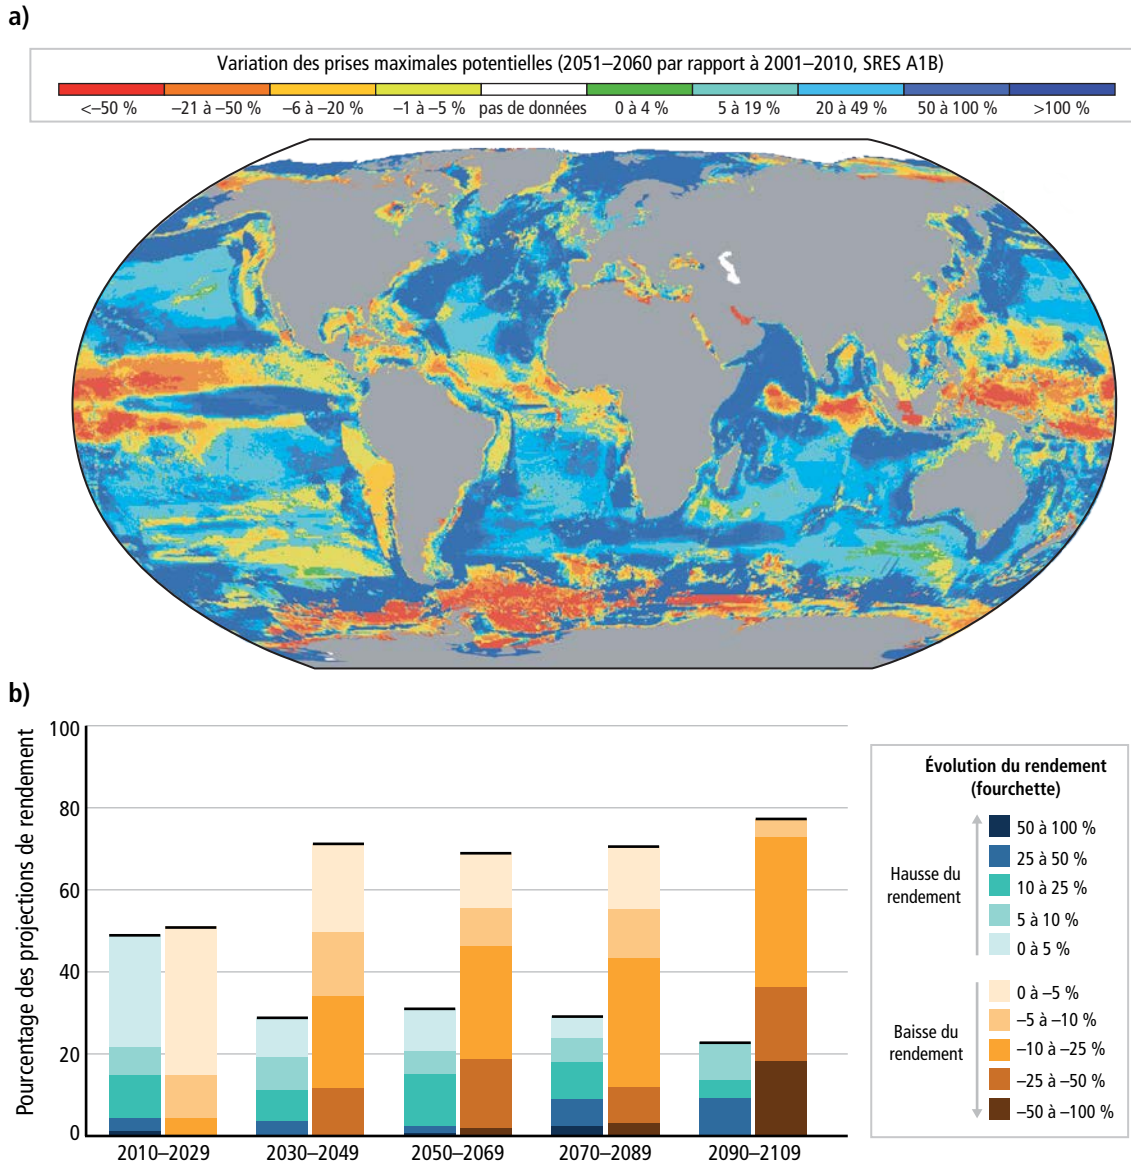 a)
Variation des prises maximales potentielles (2051–2060 par rapport à 2001–2010, SRES A1B)
<–50 % –21 à –50 % –6 à –20 % –1 à –5 % pas de données 0 à 4 % 5 à 19 % 20 à 49 % 50 à 100 % >100 %
b)
Pourcentage des projections de rendement
100
80
60
40
20
0
2010–2029 2030–2049 2050–2069 2070–2089 2090–2109
Évolution du rendement
(fourchette)
Hausse du
rendement
50 à 100 %
25 à 50 %
10 à 25 %
5 à 10 %
0 à 5 %
Baisse du
rendement
0 à –5 %
–5 à –10 %
–10 à –25 %
–25 à –50 %
–50 à –100 %